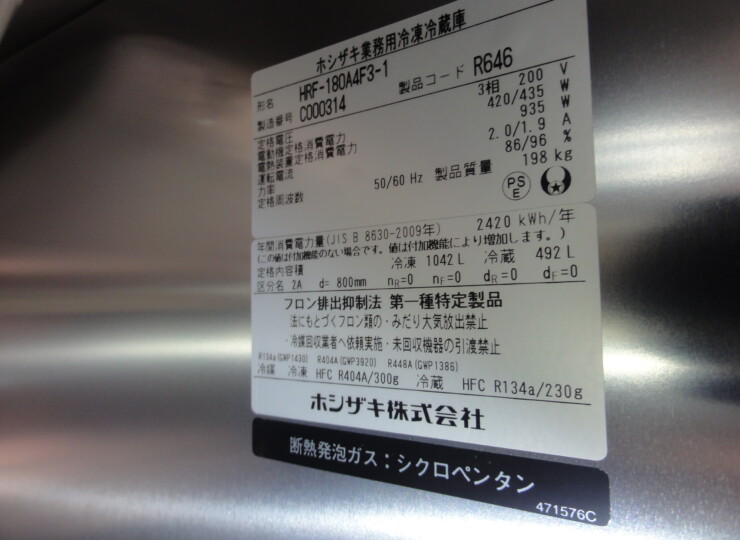 ホシザキ業務用冷凍冷蔵庫
形名 HRF-180A4F3-1
製造番号 C000314 製品コード R646
定格電圧 3相 200 V
電動機定格消費電力 420/435 W
電熱装置定格消費電力 935 W
運転電流 2.0/1.9 A
力率 86/96 %
定格周波数 50/60 Hz 製品質量 198 kg
PS
E
年間消費電力量(JIS B 8630-2009年) 2420 kWh/年
(この値は付加機能のない場合です。値は付加機能により増加します。)
定格内容積 冷凍 1042 L 冷蔵 492 L
区分名 2A d= 800mm nR=0 nF=0 dR=0 dF=0
フロン排出抑制法 第一種特定製品
法にもとづくフロン類の・みだり大気放出禁止
・冷媒回収業者へ依頼実施・未回収機器の引渡禁止
R134a(GWP1430) R404A(GWP3920) R448A(GWP1386)
冷媒 冷凍 HFC R404A/300g 冷蔵 HFC R134a/230g
ホシザキ株式会社
断熱発泡ガス：シクロペンタン
471576C